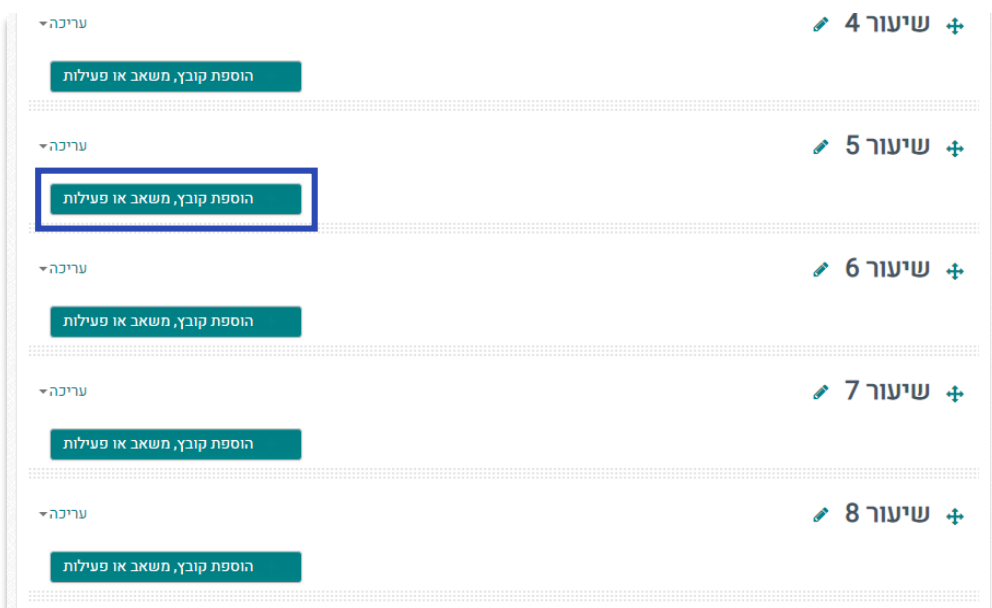 שיעור 4
עריכה
הוספת קובץ, משאב או פעילות
שיעור 5
עריכה
הוספת קובץ, משאב או פעילות
שיעור 6
עריכה
הוספת קובץ, משאב או פעילות
שיעור 7
עריכה
הוספת קובץ, משאב או פעילות
שיעור 8
עריכה
הוספת קובץ, משאב או פעילות